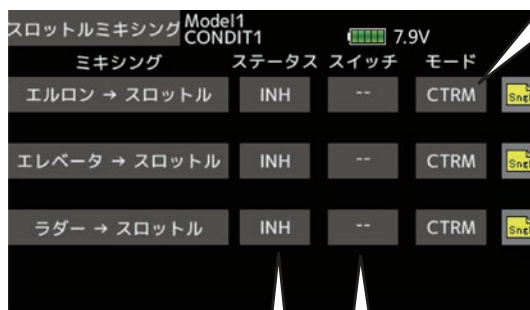 スロットルミキシング Model1
CONDIT1 7.9V
ミキシング ステータス スイッチ モード
エルロン → スロットル INH -- CTRM
エレベータ → スロットル INH -- CTRM
ラダー → スロットル INH -- CTRM